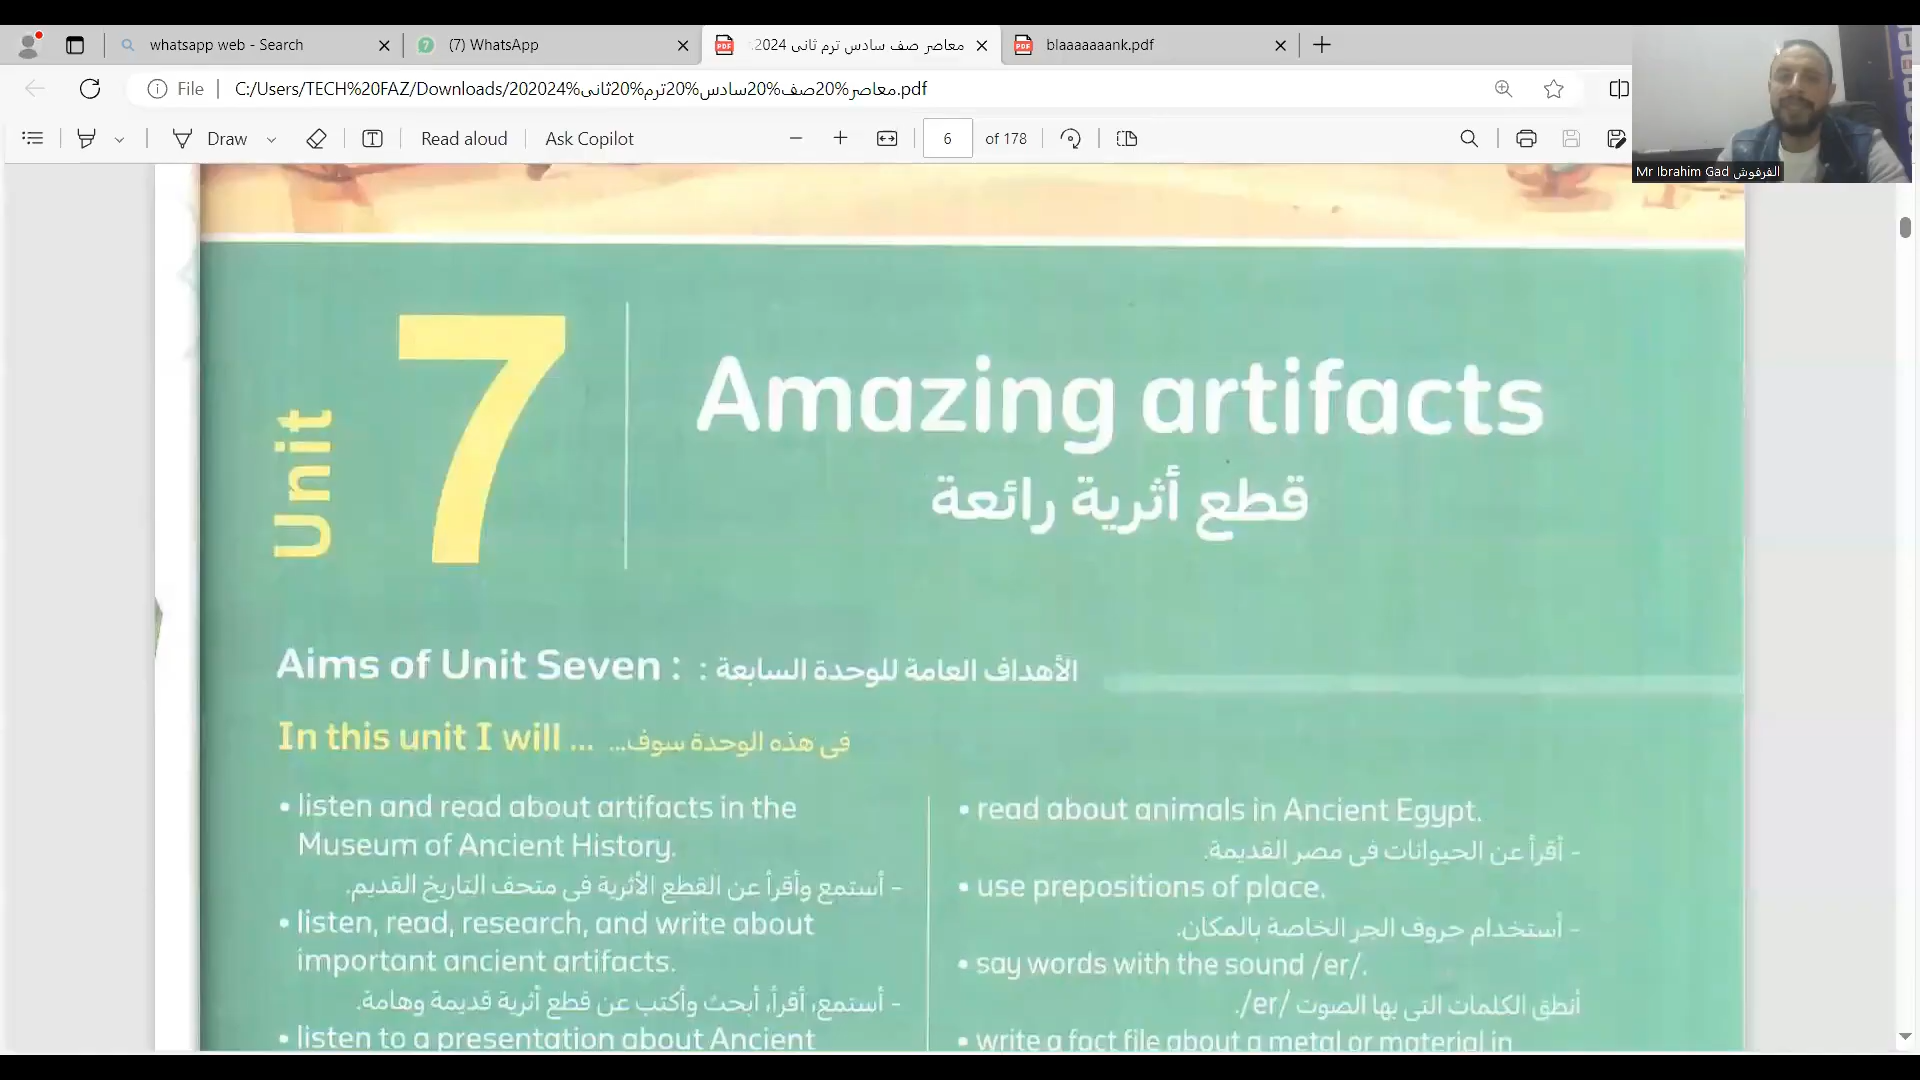 whatsapp web - Search
(7) WhatsApp
معاصر صف سادس ترم ثانى 2024
blaaaaaaank.pdf
File
C:/Users/TECH%20FAZ/Downloads/202024%معاصر%20صف%20سادس%20ترم%20ثانى.pdf
Draw
Read aloud
Ask Copilot
6
of 178
Mr Ibrahim Gad الفرفوش
Unit
7
Amazing artifacts
قطع أثرية رائعة
Aims of Unit Seven : الأهداف العامة للوحدة السابعة :
In this unit I will ... فى هذه الوحدة سوف...
• listen and read about artifacts in the
Museum of Ancient History.
- أستمع وأقرأ عن القطع الأثرية فى متحف التاريخ القديم.
• listen, read, research, and write about
important ancient artifacts.
- أستمع، أقرأ، أبحث وأكتب عن قطع أثرية قديمة وهامة.
• listen to a presentation about Ancient
• read about animals in Ancient Egypt.
- أقرأ عن الحيوانات فى مصر القديمة.
• use prepositions of place.
- أستخدام حروف الجر الخاصة بالمكان.
• say words with the sound /er/.
أنطق الكلمات التى بها الصوت /er/.
• write a fact file about a metal or material in